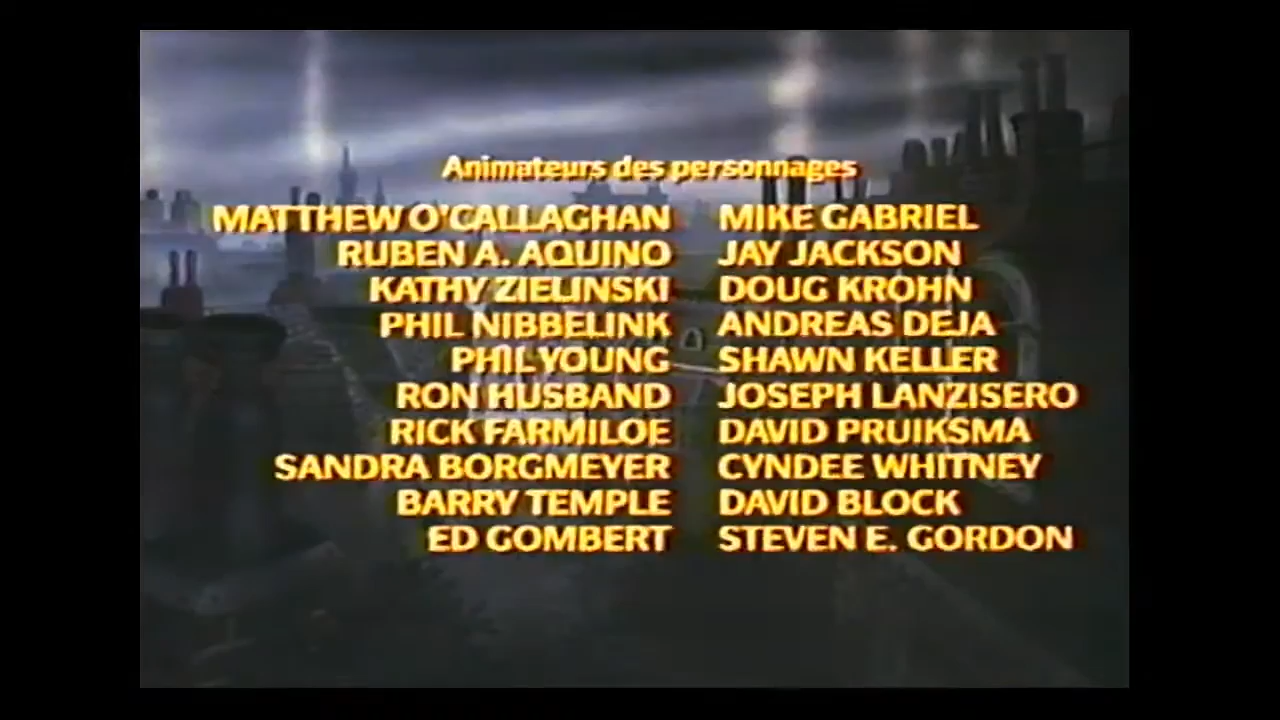 Animateurs des personnages
MATTHEW O'CALLAGHAN MIKE GABRIEL
RUBEN A. AQUINO JAY JACKSON
KATHY ZIELINSKI DOUG KROHN
PHIL NIBBELINK ANDREAS DEJA
PHIL YOUNG SHAWN KELLER
RON HUSBAND JOSEPH LANZISERO
RICK FARMILOE DAVID PRUIKSMA
SANDRA BORGMEYER CYNDEE WHITNEY
BARRY TEMPLE DAVID BLOCK
ED GOMBERT STEVEN E. GORDON